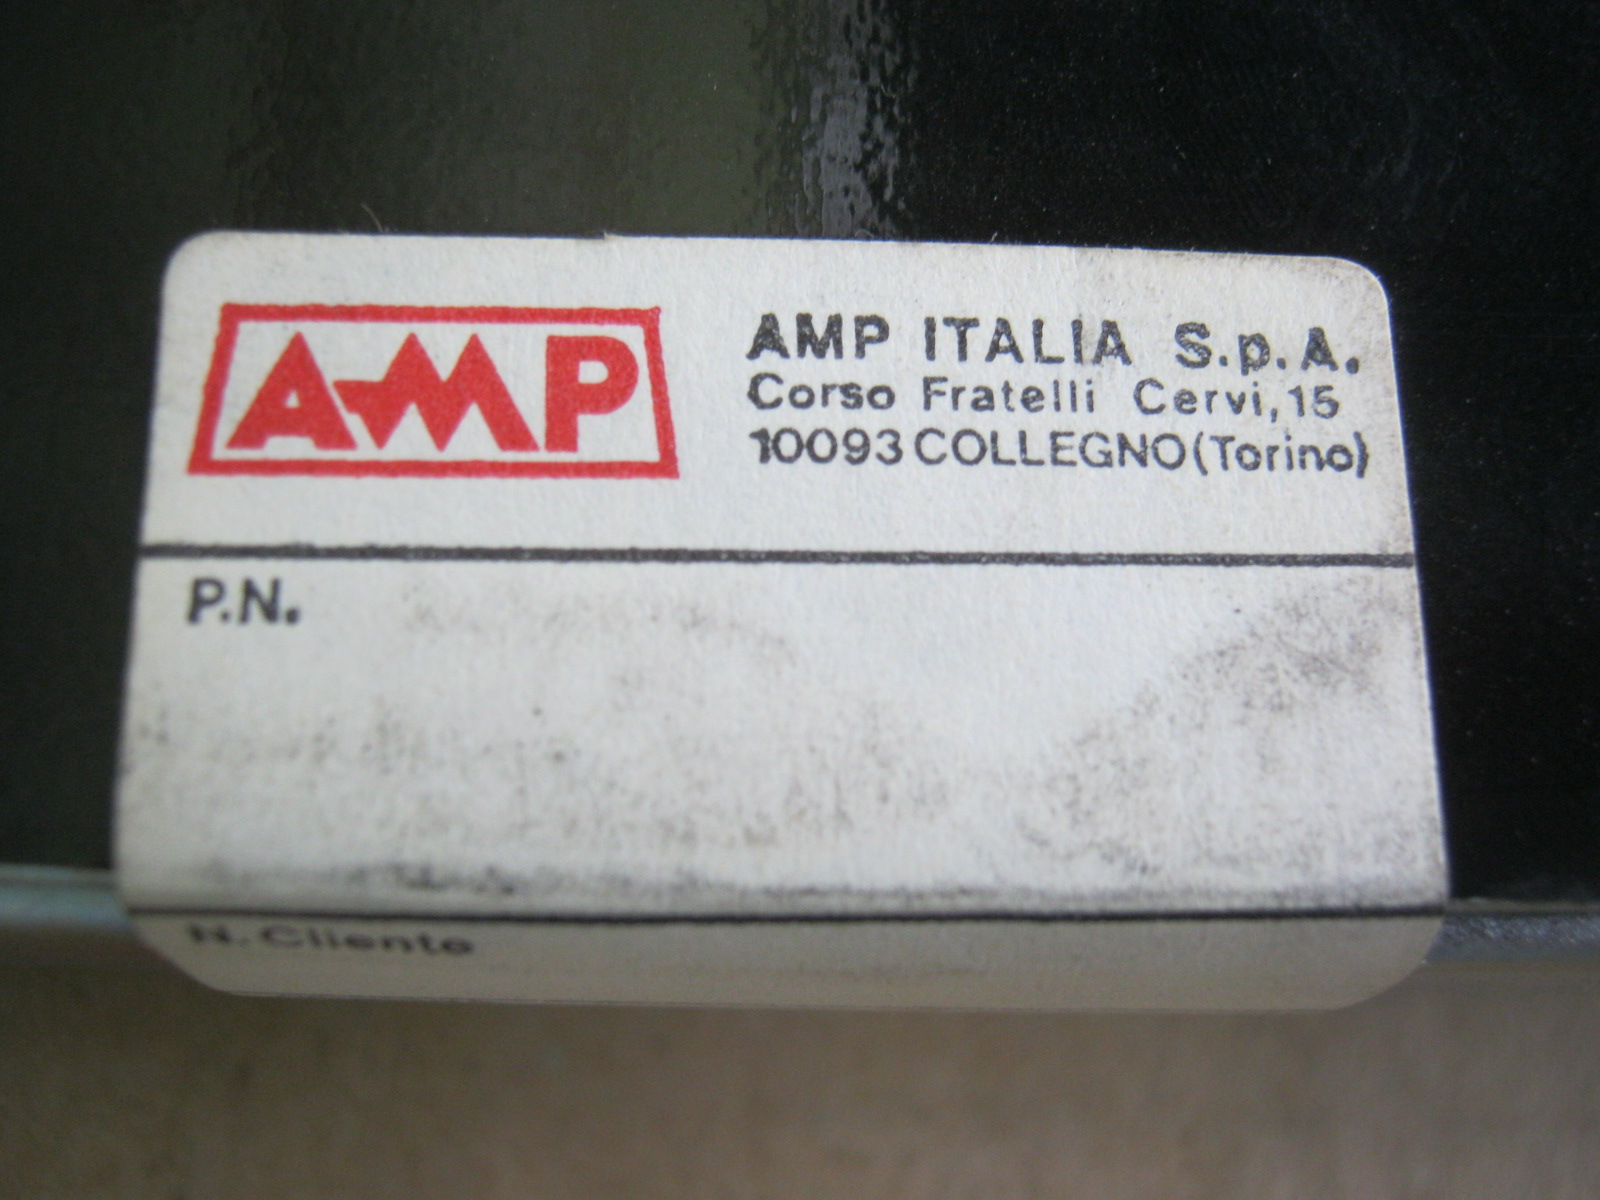 AMP
AMP ITALIA S.p.A.
Corso Fratelli Cervi, 15
10093 COLLEGNO (Torino)
P.N.
N. Cliente